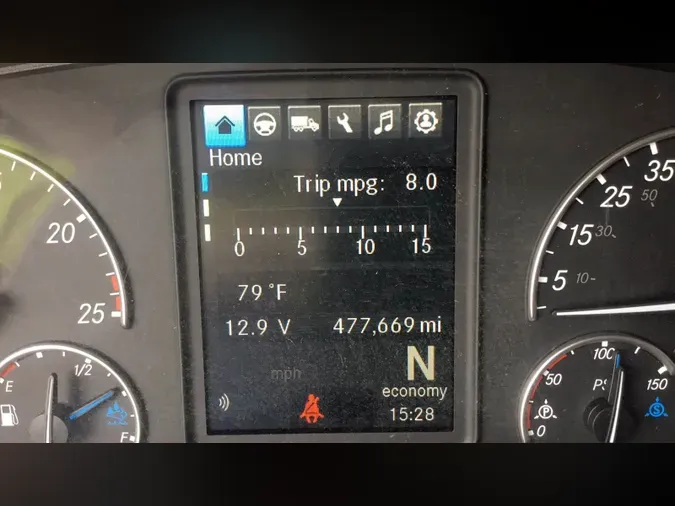 Home
Trip mpg: 8.0
0 5 10 15
79 °F
12.9 V 477,669 mi
N
mph
economy
15:28
20
25
E 1/2 F
35
25 50
15 30
5 10
100
50 PS 150
P S
0